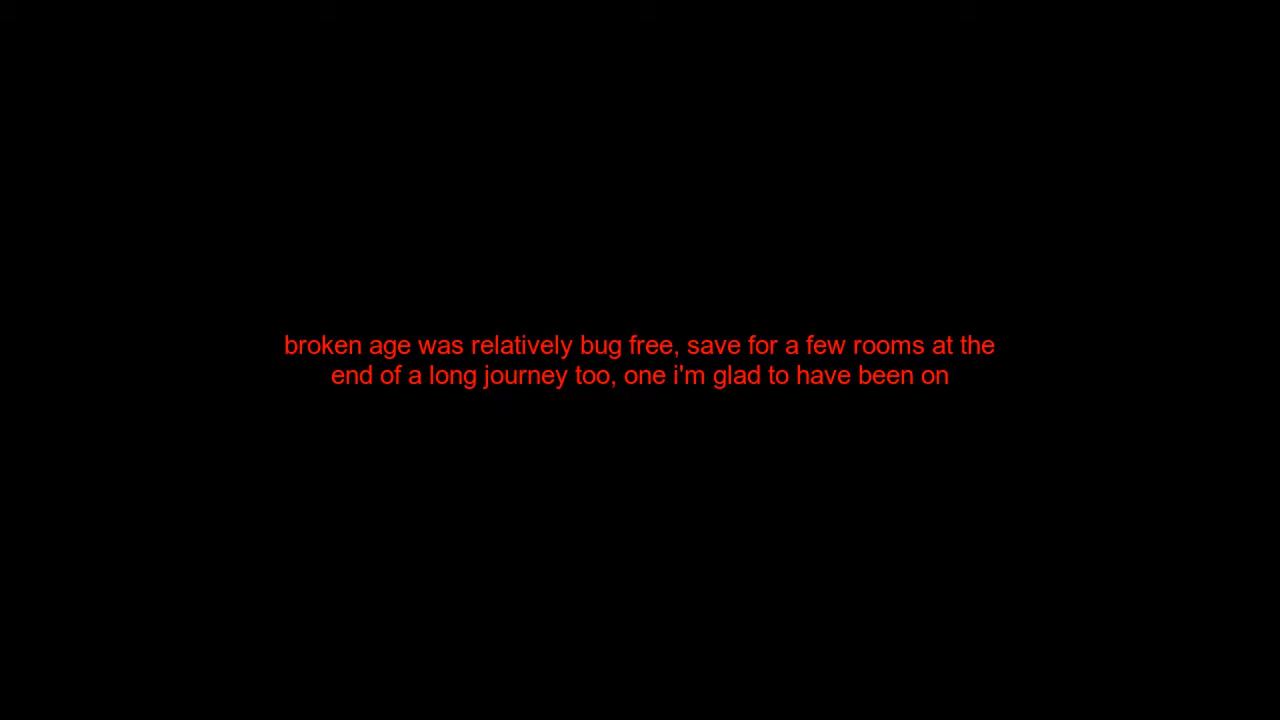 broken age was relatively bug free, save for a few rooms at the
end of a long journey too, one i'm glad to have been on